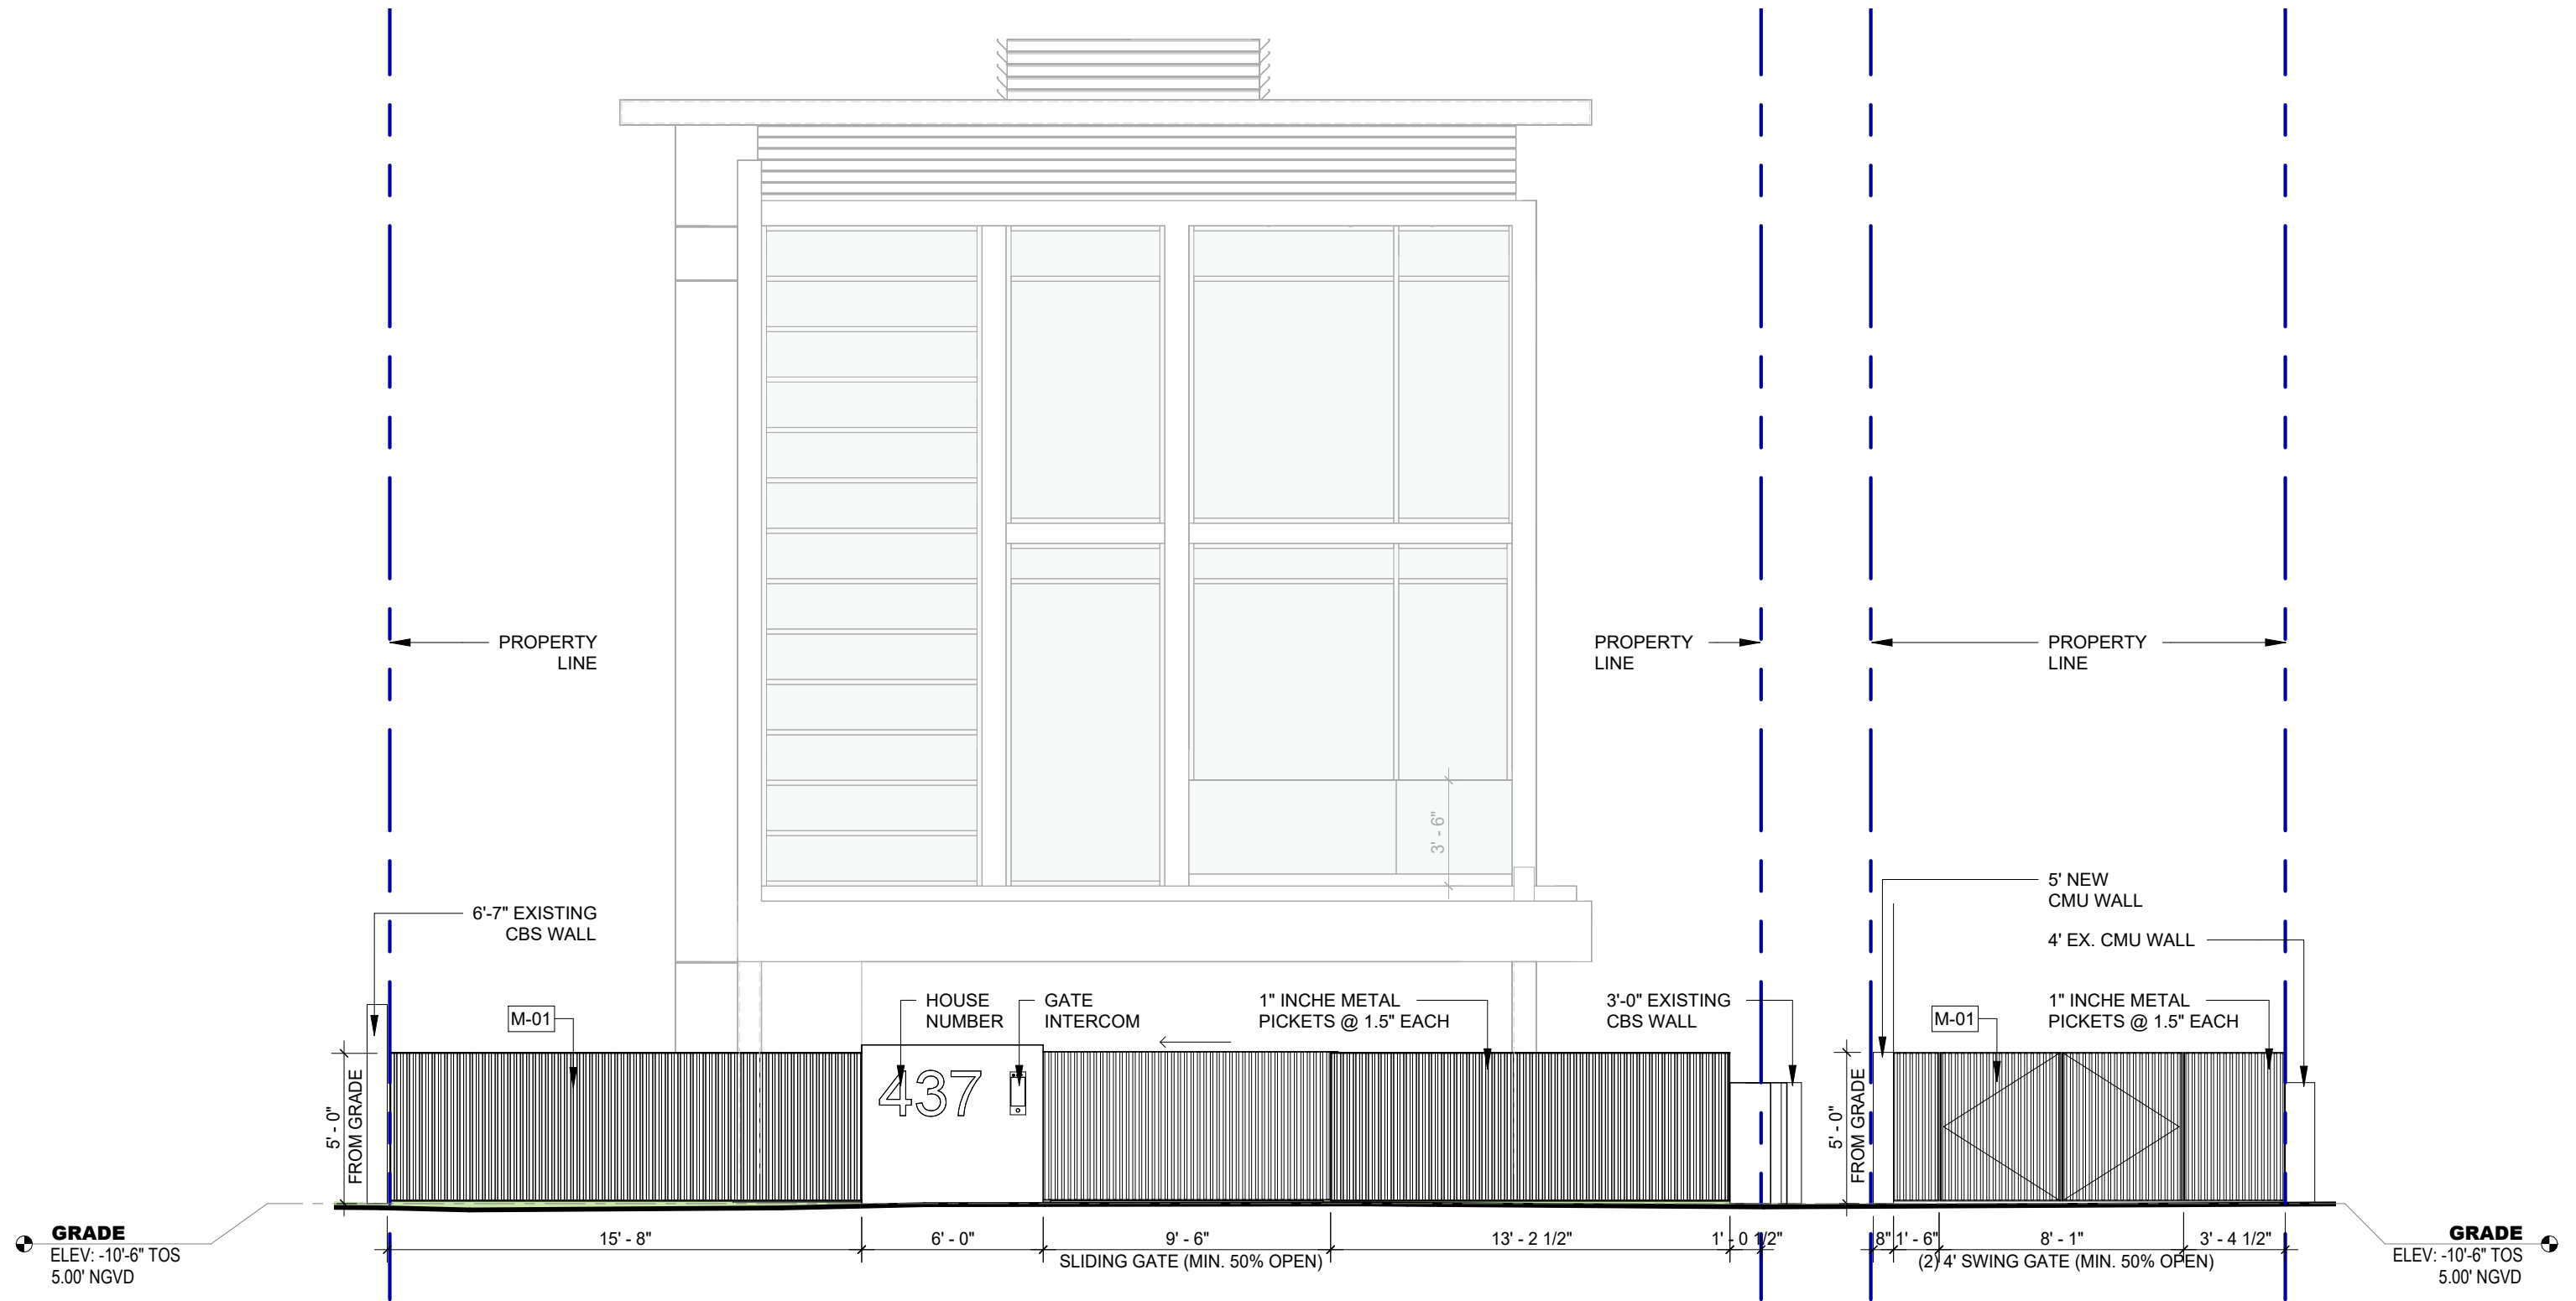 PROPERTY
LINE
PROPERTY
LINE
PROPERTY
LINE
3' - 6"
6'-7" EXISTING
CBS WALL
5' NEW
CMU WALL
4' EX. CMU WALL
M-01
HOUSE
NUMBER
GATE
INTERCOM
1" INCHE METAL
PICKETS @ 1.5" EACH
3'-0" EXISTING
CBS WALL
M-01
1" INCHE METAL
PICKETS @ 1.5" EACH
437
5' - 0"
FROM GRADE
5' - 0"
FROM GRADE
15' - 8"
6' - 0"
9' - 6"
13' - 2 1/2"
1' - 0 1/2"
8"
1' - 6"
8' - 1"
3' - 4 1/2"
SLIDING GATE (MIN. 50% OPEN)
(2) 4' SWING GATE (MIN. 50% OPEN)
GRADE
ELEV: -10'-6" TOS
5.00' NGVD
GRADE
ELEV: -10'-6" TOS
5.00' NGVD